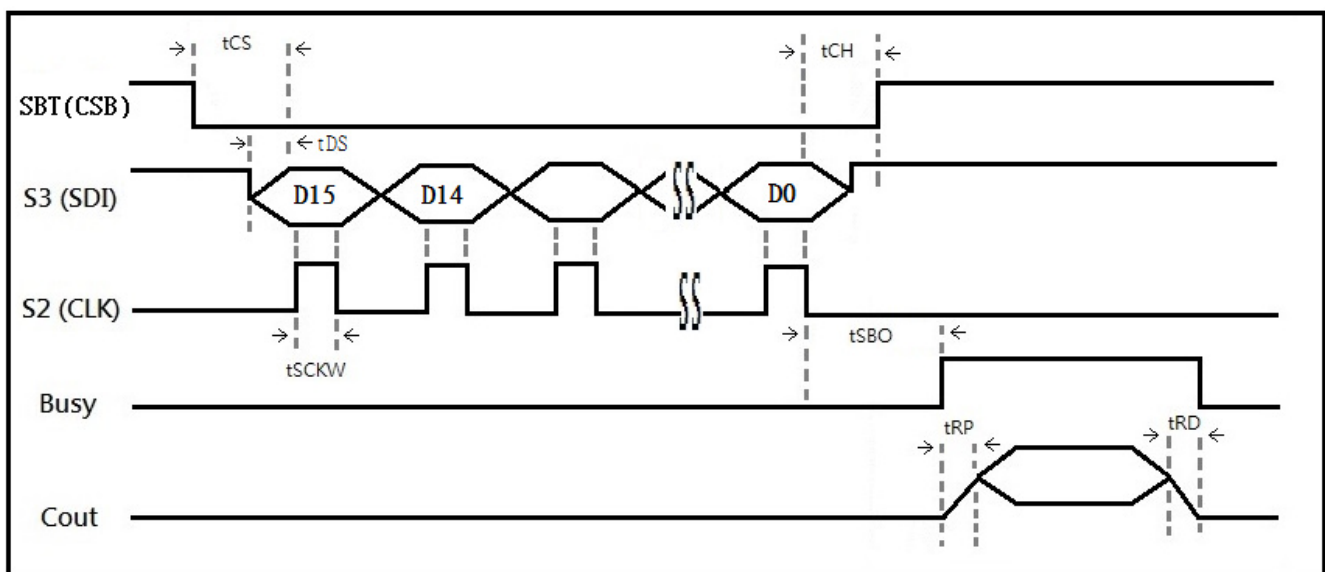 tCS
tCH
SBT(CSB)
tDS
S3 (SDI)
D15
D14
D0
S2 (CLK)
tSCKW
tSBO
Busy
tRP
tRD
Cout